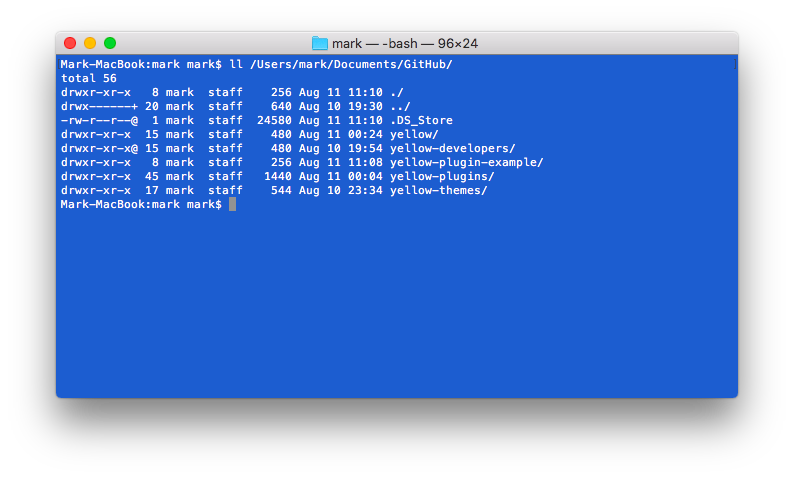 mark — -bash — 96×24
Mark-MacBook:mark mark$ ll /Users/mark/Documents/GitHub/
total 56
drwxr-xr-x   8 mark  staff    256 Aug 11 11:10 ./
drwx------+ 20 mark  staff    640 Aug 10 19:30 ../
-rw-r--r--@  1 mark  staff  24580 Aug 11 11:10 .DS_Store
drwxr-xr-x  15 mark  staff    480 Aug 11 00:24 yellow/
drwxr-xr-x@ 15 mark  staff    480 Aug 10 19:54 yellow-developers/
drwxr-xr-x   8 mark  staff    256 Aug 11 11:08 yellow-plugin-example/
drwxr-xr-x  45 mark  staff   1440 Aug 11 00:04 yellow-plugins/
drwxr-xr-x  17 mark  staff    544 Aug 10 23:34 yellow-themes/
Mark-MacBook:mark mark$